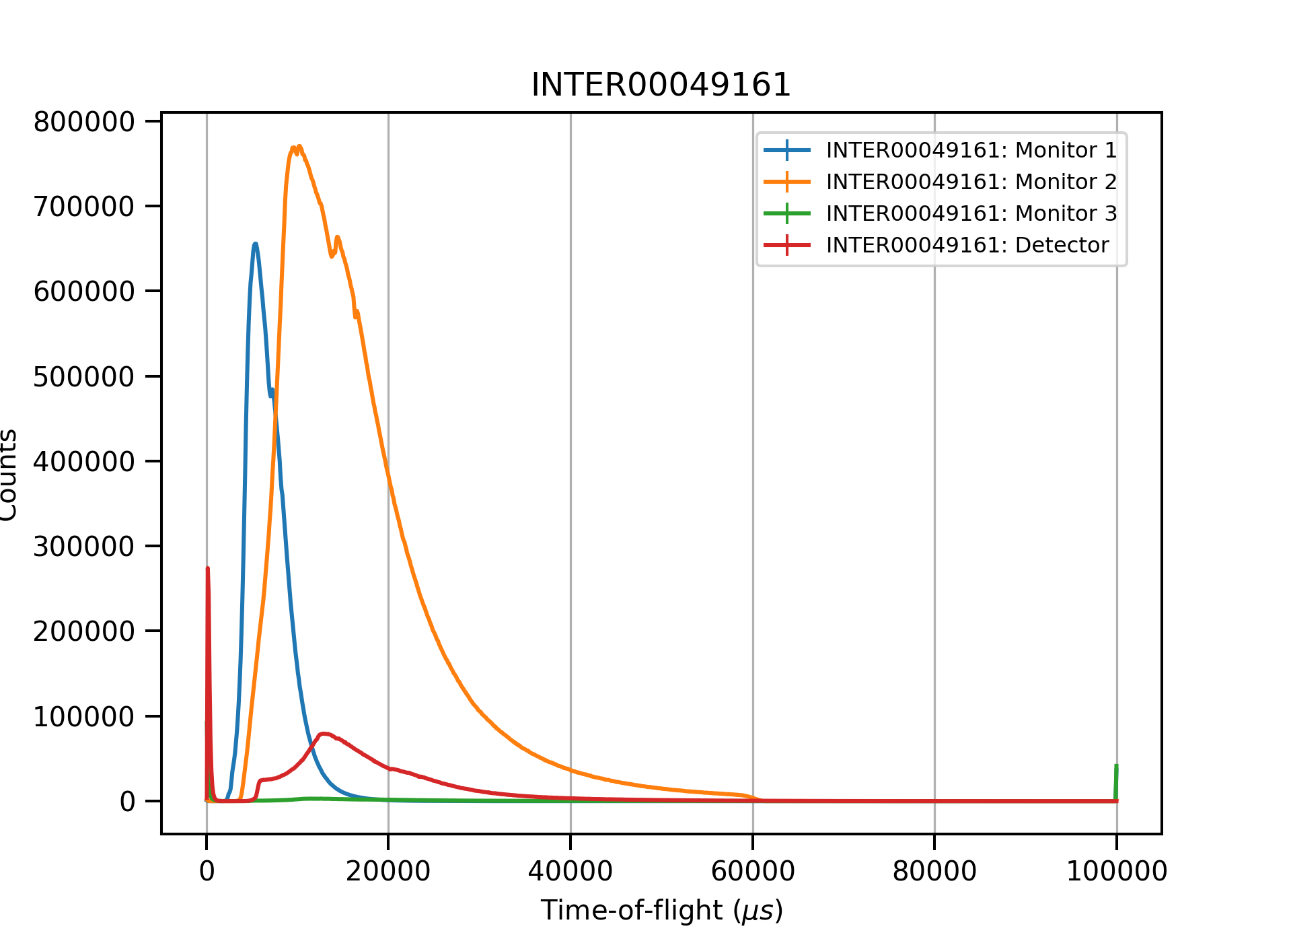 INTER00049161
800000
700000
600000
500000
400000
300000
200000
100000
0
Counts
INTER00049161: Monitor 1
INTER00049161: Monitor 2
INTER00049161: Monitor 3
INTER00049161: Detector
0 20000 40000 60000 80000 100000
Time-of-flight (μs)